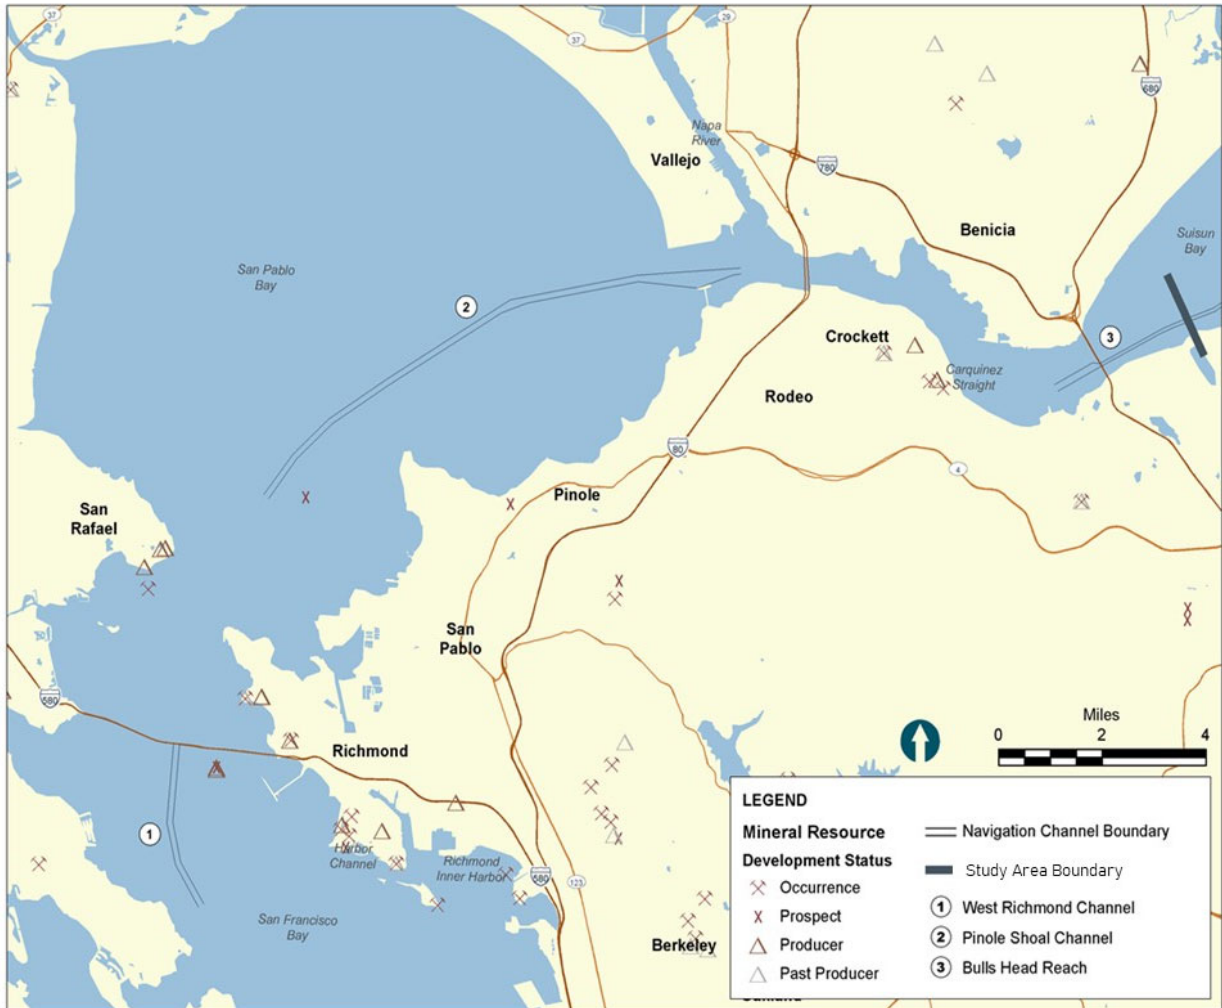 37
29
37
680
Napa
River
Vallejo
780
Benicia
Suisun
Bay
San Pablo
Bay
2
Crockett
3
Carquinez
Straight
Rodeo
80
4
Pinole
San
Rafael
San
Pablo
580
Richmond
Miles
0
2
4
1
Harbor
Channel
Richmond
Inner Harbor
580
123
San Francisco
Bay
Berkeley
LEGEND
Mineral Resource
Development Status
Occurrence
Prospect
Producer
Past Producer
Navigation Channel Boundary
Study Area Boundary
1 West Richmond Channel
2 Pinole Shoal Channel
3 Bulls Head Reach